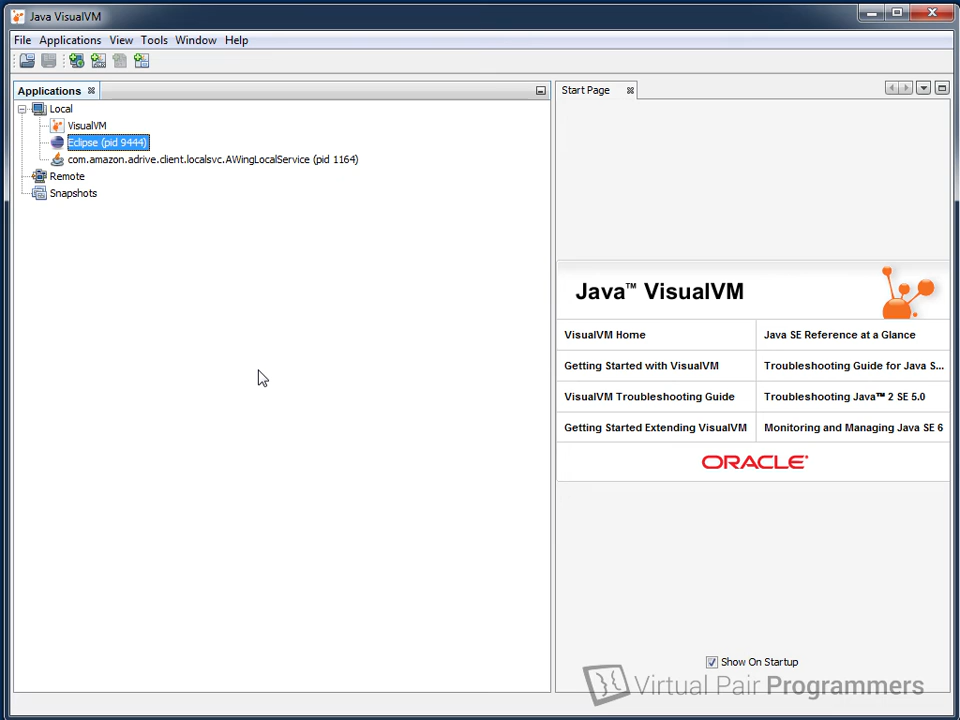 Java VisualVM
File Applications View Tools Window Help
Applications
Start Page
Local
VisualVM
Eclipse (pid 9444)
com.amazon.adrive.client.localsvc.AWingLocalService (pid 1164)
Remote
Snapshots
Java™ VisualVM
VisualVM Home
Java SE Reference at a Glance
Getting Started with VisualVM
Troubleshooting Guide for Java S...
VisualVM Troubleshooting Guide
Troubleshooting Java™ 2 SE 5.0
Getting Started Extending VisualVM
Monitoring and Managing Java SE 6
ORACLE
Show On Startup
Virtual Pair Programmers